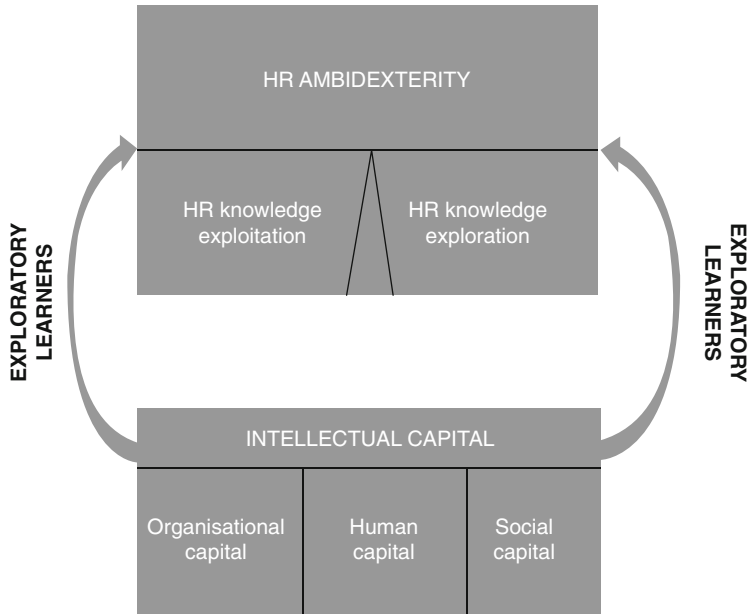 HR AMBIDEXTERITY
HR knowledge
exploitation
HR knowledge
exploration
EXPLORATORY
LEARNERS
EXPLORATORY
LEARNERS
INTELLECTUAL CAPITAL
Organisational
capital
Human
capital
Social
capital